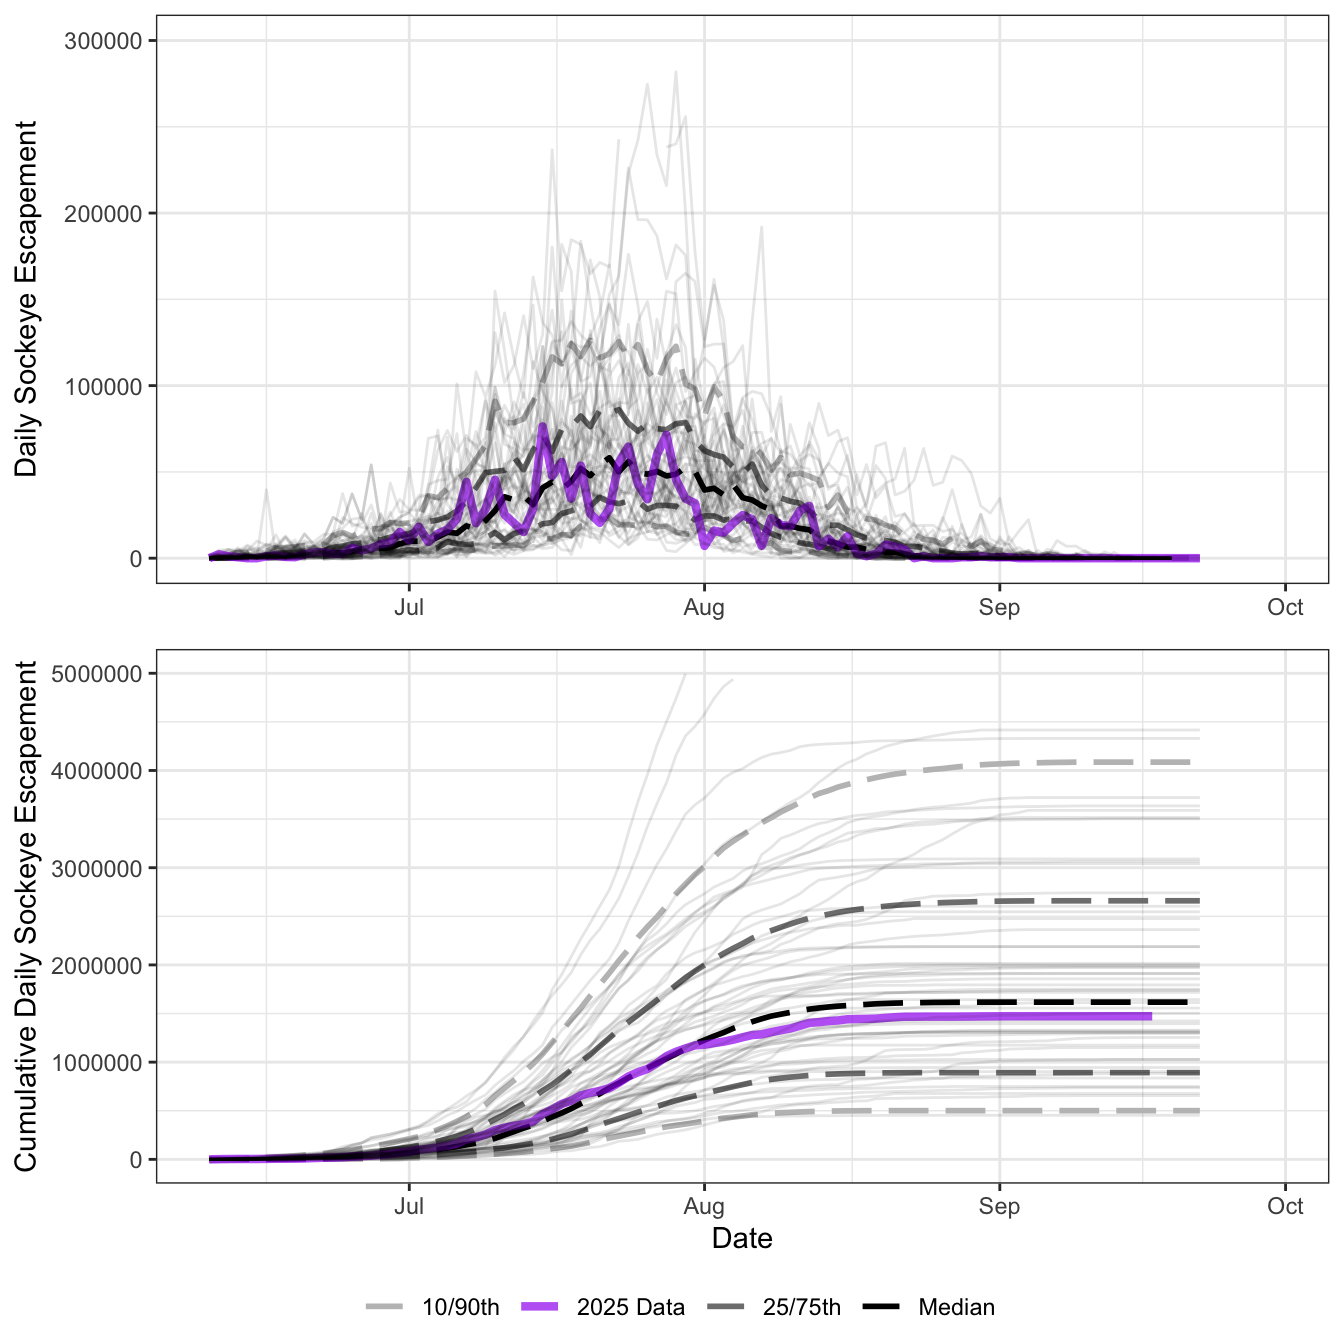 Daily Sockeye Escapement
300000
200000
100000
0
Jul Aug Sep Oct
Cumulative Daily Sockeye Escapement
5000000
4000000
3000000
2000000
1000000
0
Jul Aug Sep Oct
Date
10/90th 2025 Data 25/75th Median